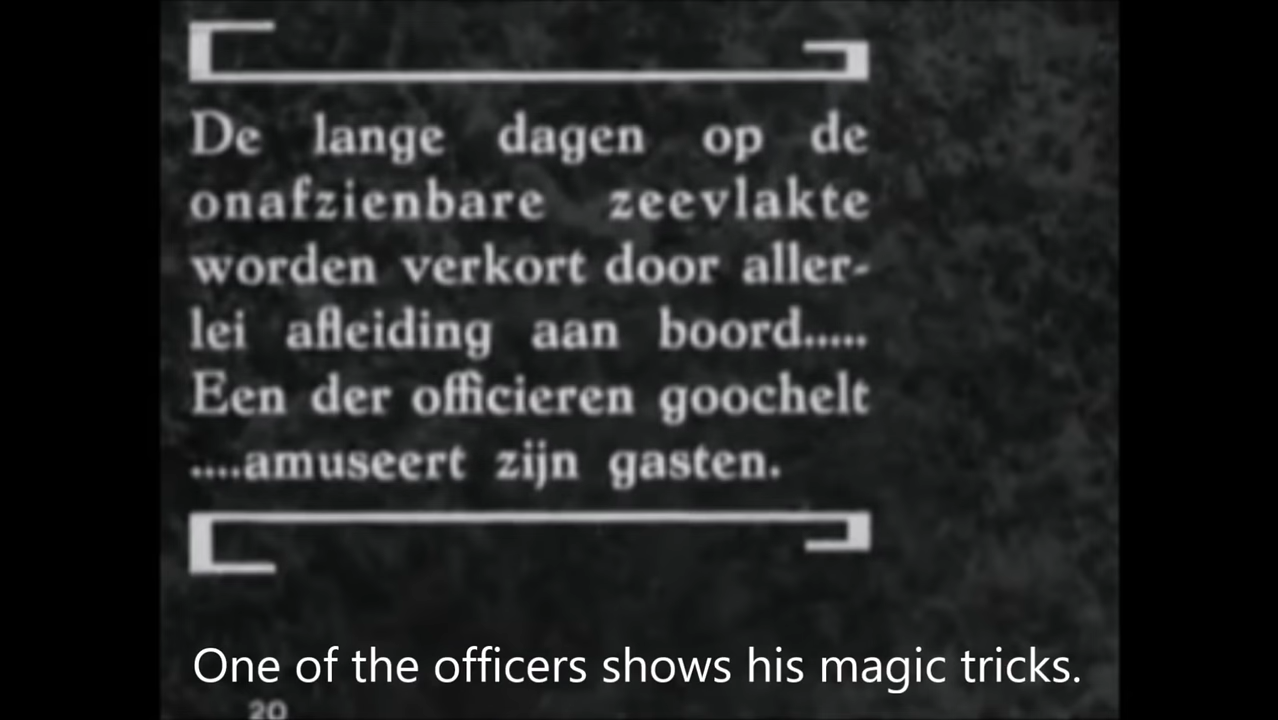 De lange dagen op de
onafzienbare zeevlakte
worden verkort door aller-
lei afleiding aan boord.....
Een der officieren goochelt
....amuseert zijn gasten.
One of the officers shows his magic tricks.
20